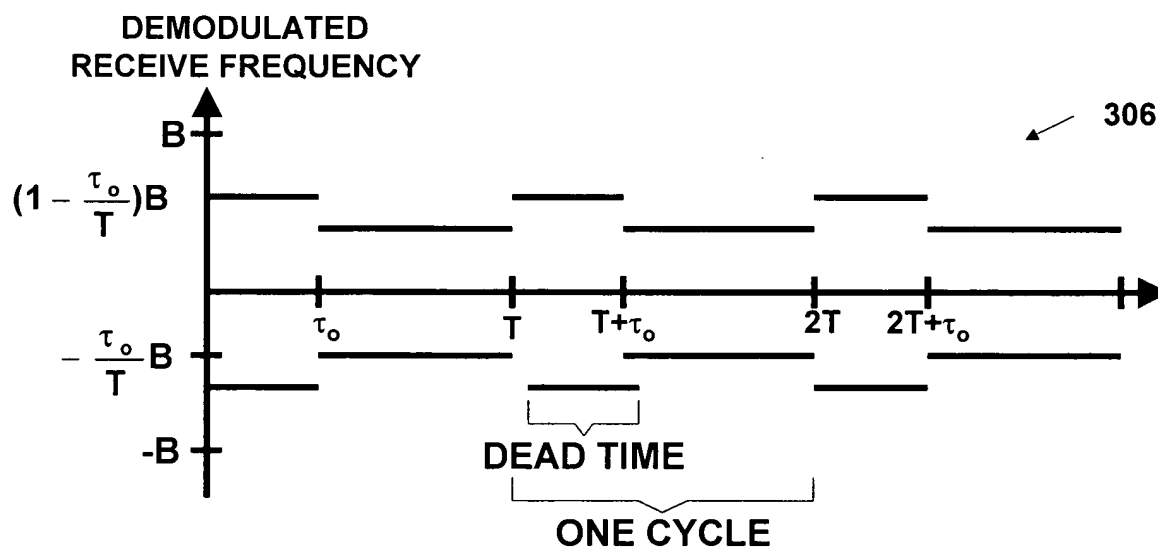 DEMODULATED
RECEIVE FREQUENCY
306
B
(1 − τo/T)B
τo T T+τo 2T 2T+τo
− τo/T B
-B
DEAD TIME
ONE CYCLE